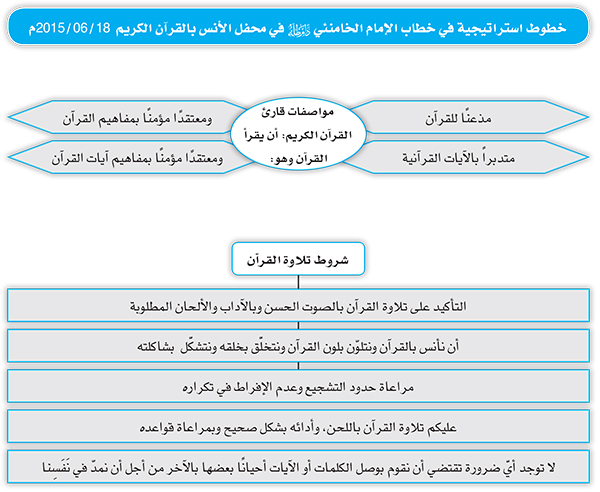 خطوط استراتيجية في خطاب الإمام الخامنئي في محفل الأنس بالقرآن الكريم 2015/06/18م
مواصفات قارئ
القرآن الكريم: أن يقرأ
القرآن وهو:
مذعنًا للقرآن
ومعتقدًا مؤمنًا بمفاهيم القرآن
متدبراً بالآيات القرآنية
ومعتقدًا مؤمنًا بمفاهيم آيات القرآن
شروط تلاوة القرآن
التأكيد على تلاوة القرآن بالصوت الحسن وبالآداب والألحان المطلوبة
أن نأنس بالقرآن ونتلوّن بلون القرآن ونتخلّق بخلقه ونتشكّل بشاكلته
مراعاة حدود التشجيع وعدم الإفراط في تكراره
عليكم تلاوة القرآن باللحن، وأدائه بشكل صحيح وبمراعاة قواعده
لا توجد أيّ ضرورة تقتضي أن نقوم بوصل الكلمات أو الآيات أحيانًا بعضها بالآخر من أجل أن نمدّ في نَفَسِنا